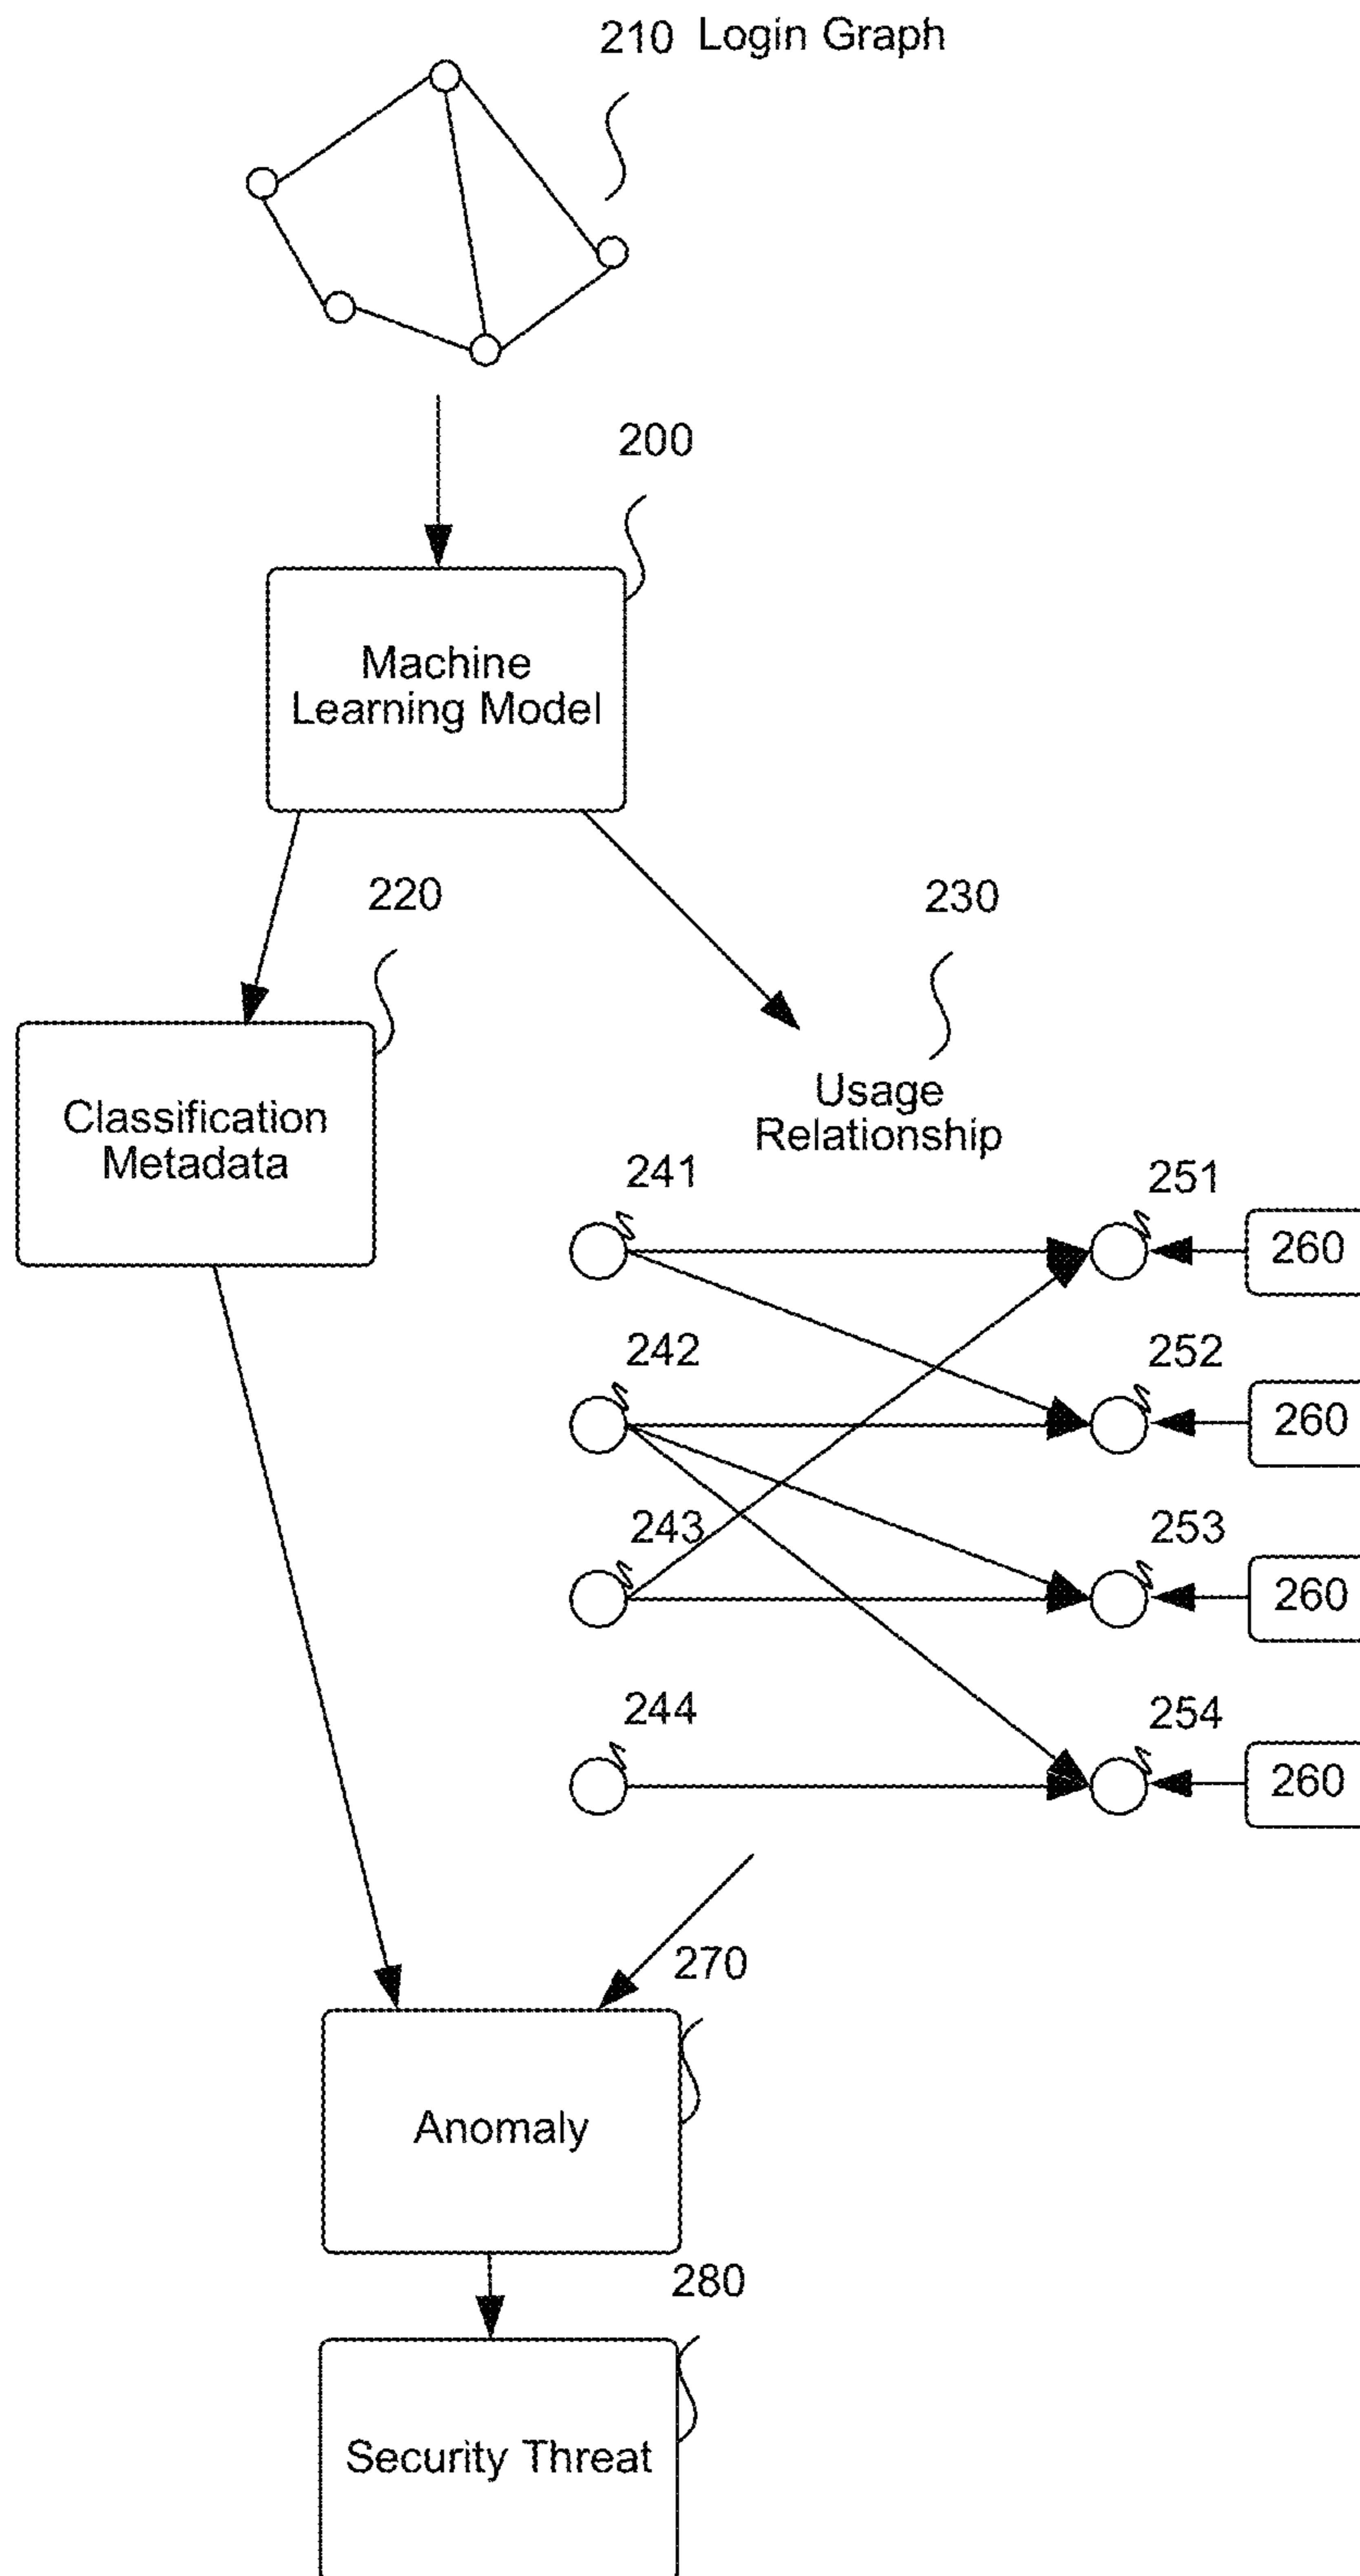 210 Login Graph
200
Machine
Learning Model
220
230
Classification
Metadata
Usage
Relationship
241
251
260
242
252
260
243
253
260
244
254
260
270
Anomaly
280
Security Threat